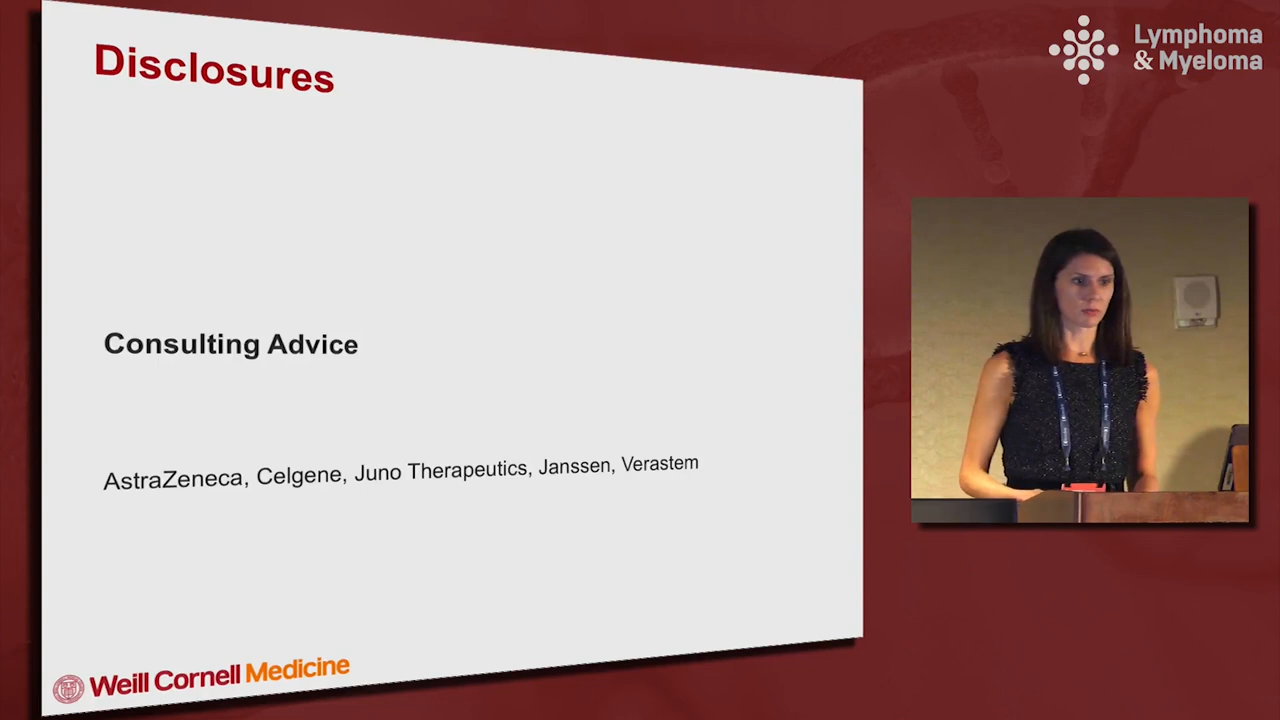 Disclosures
Lymphoma
& Myeloma
Consulting Advice
AstraZeneca, Celgene, Juno Therapeutics, Janssen, Verastem
Weill Cornell Medicine